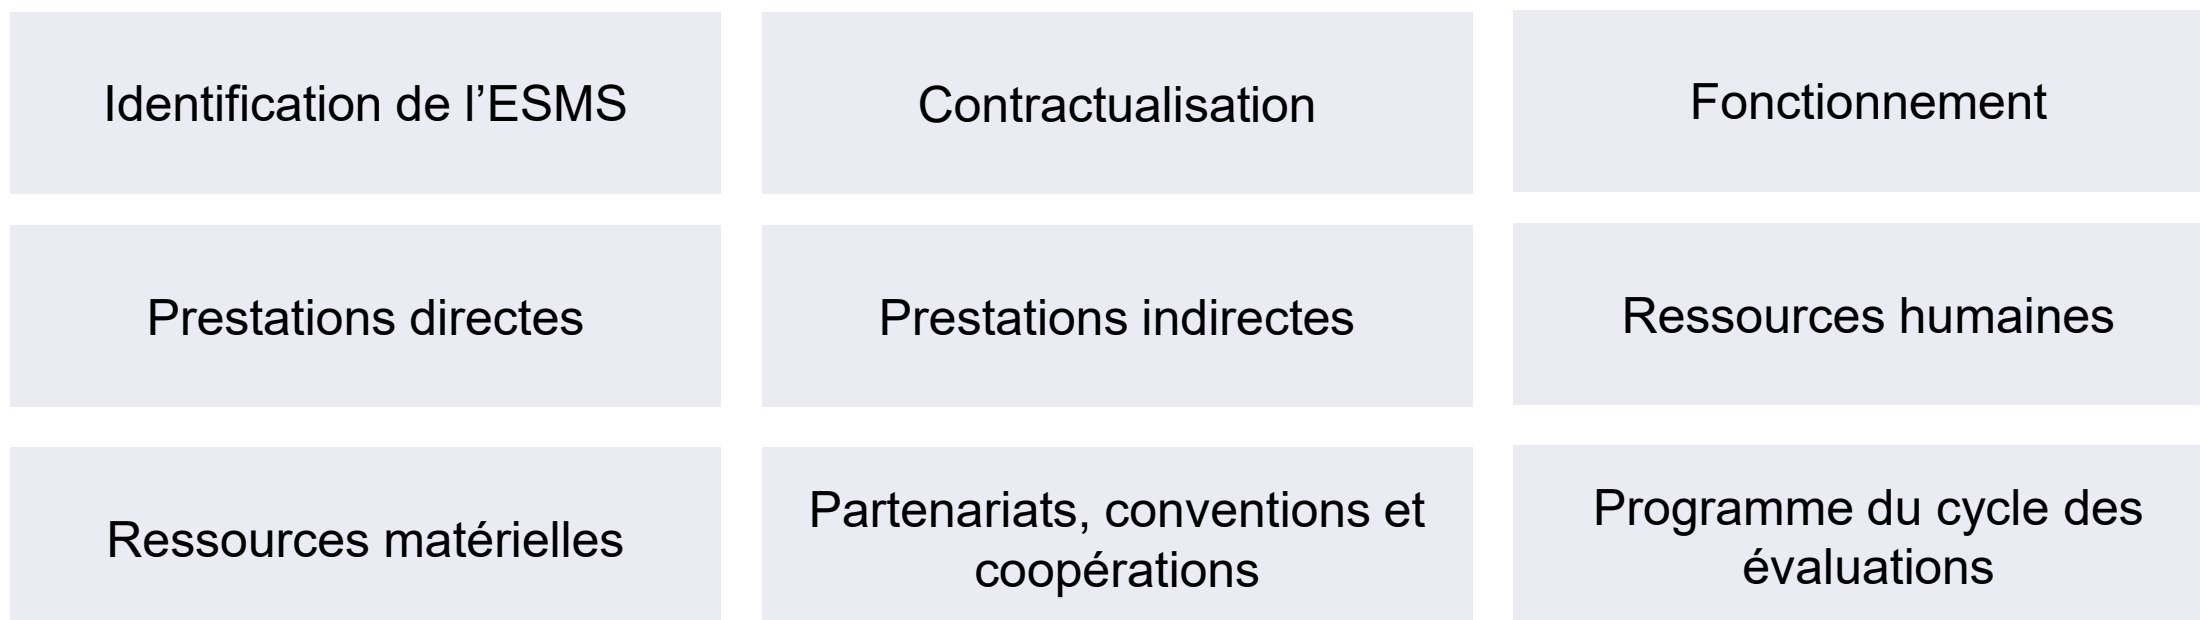 Identification de l’ESMS
Contractualisation
Fonctionnement
Prestations directes
Prestations indirectes
Ressources humaines
Ressources matérielles
Partenariats, conventions et
coopérations
Programme du cycle des
évaluations